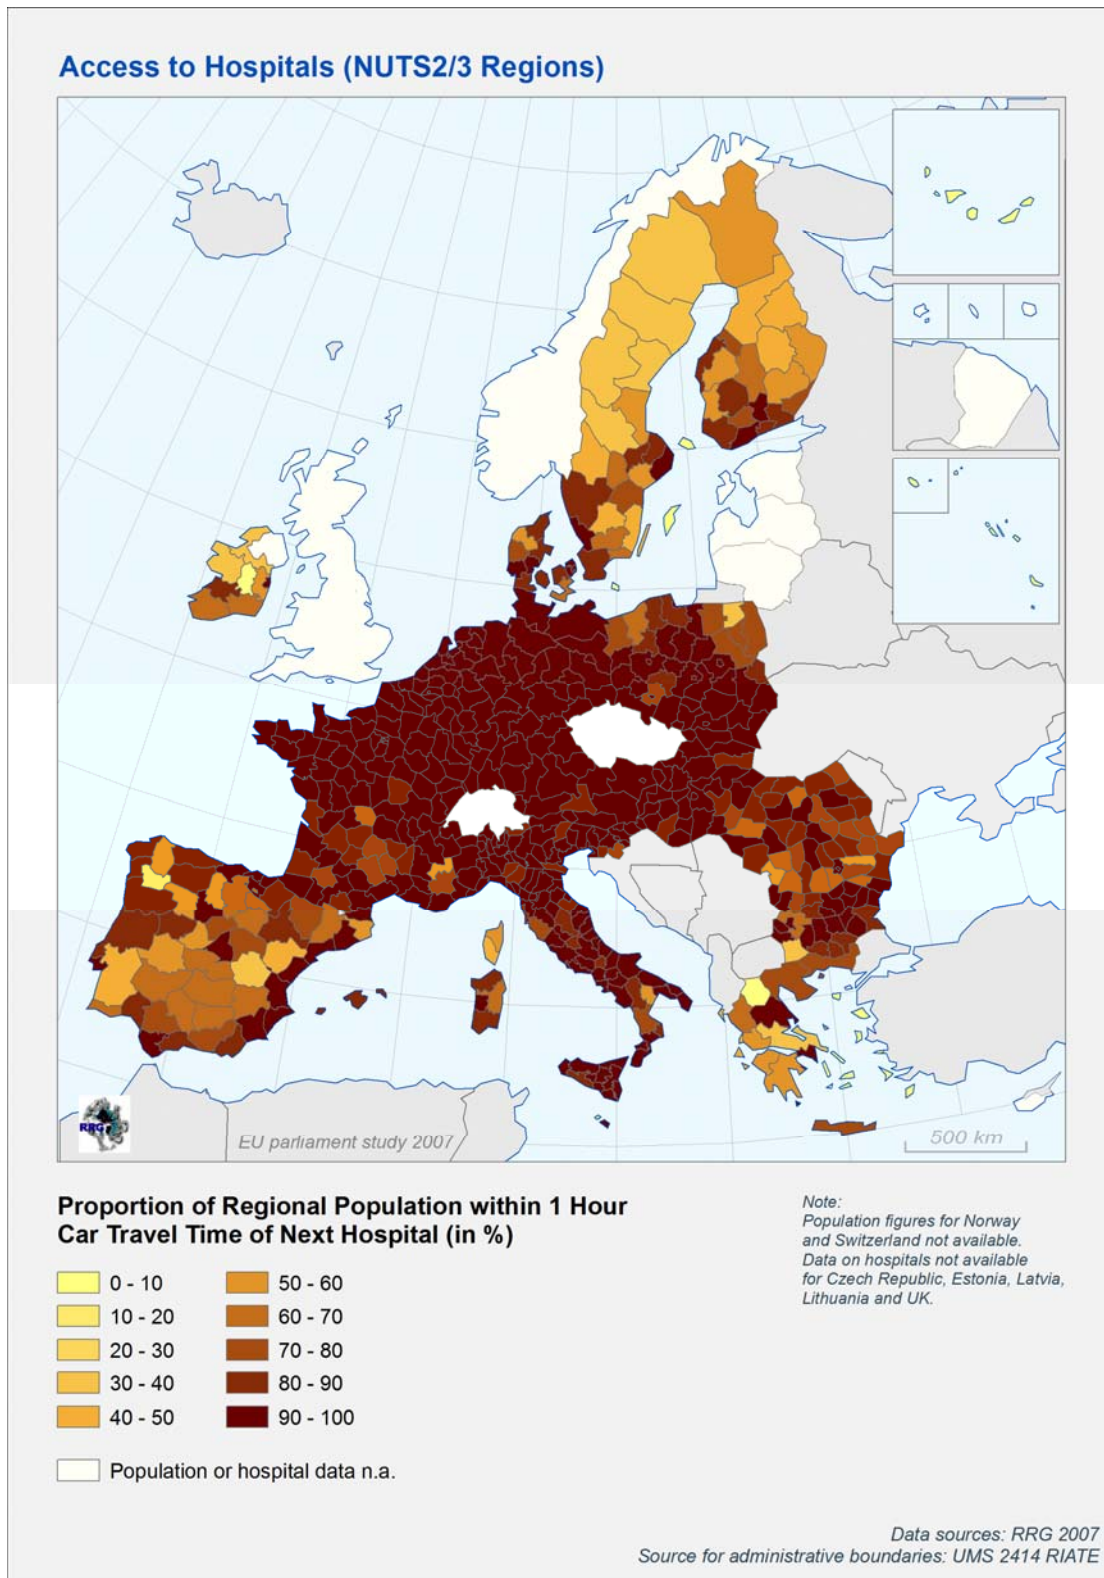 Access to Hospitals (NUTS2/3 Regions)
RRG
EU parliament study 2007
500 km
Proportion of Regional Population within 1 Hour
Car Travel Time of Next Hospital (in %)
0 - 10
10 - 20
20 - 30
30 - 40
40 - 50
50 - 60
60 - 70
70 - 80
80 - 90
90 - 100
Population or hospital data n.a.
Note:
Population figures for Norway
and Switzerland not available.
Data on hospitals not available
for Czech Republic, Estonia, Latvia,
Lithuania and UK.
Data sources: RRG 2007
Source for administrative boundaries: UMS 2414 RIATE